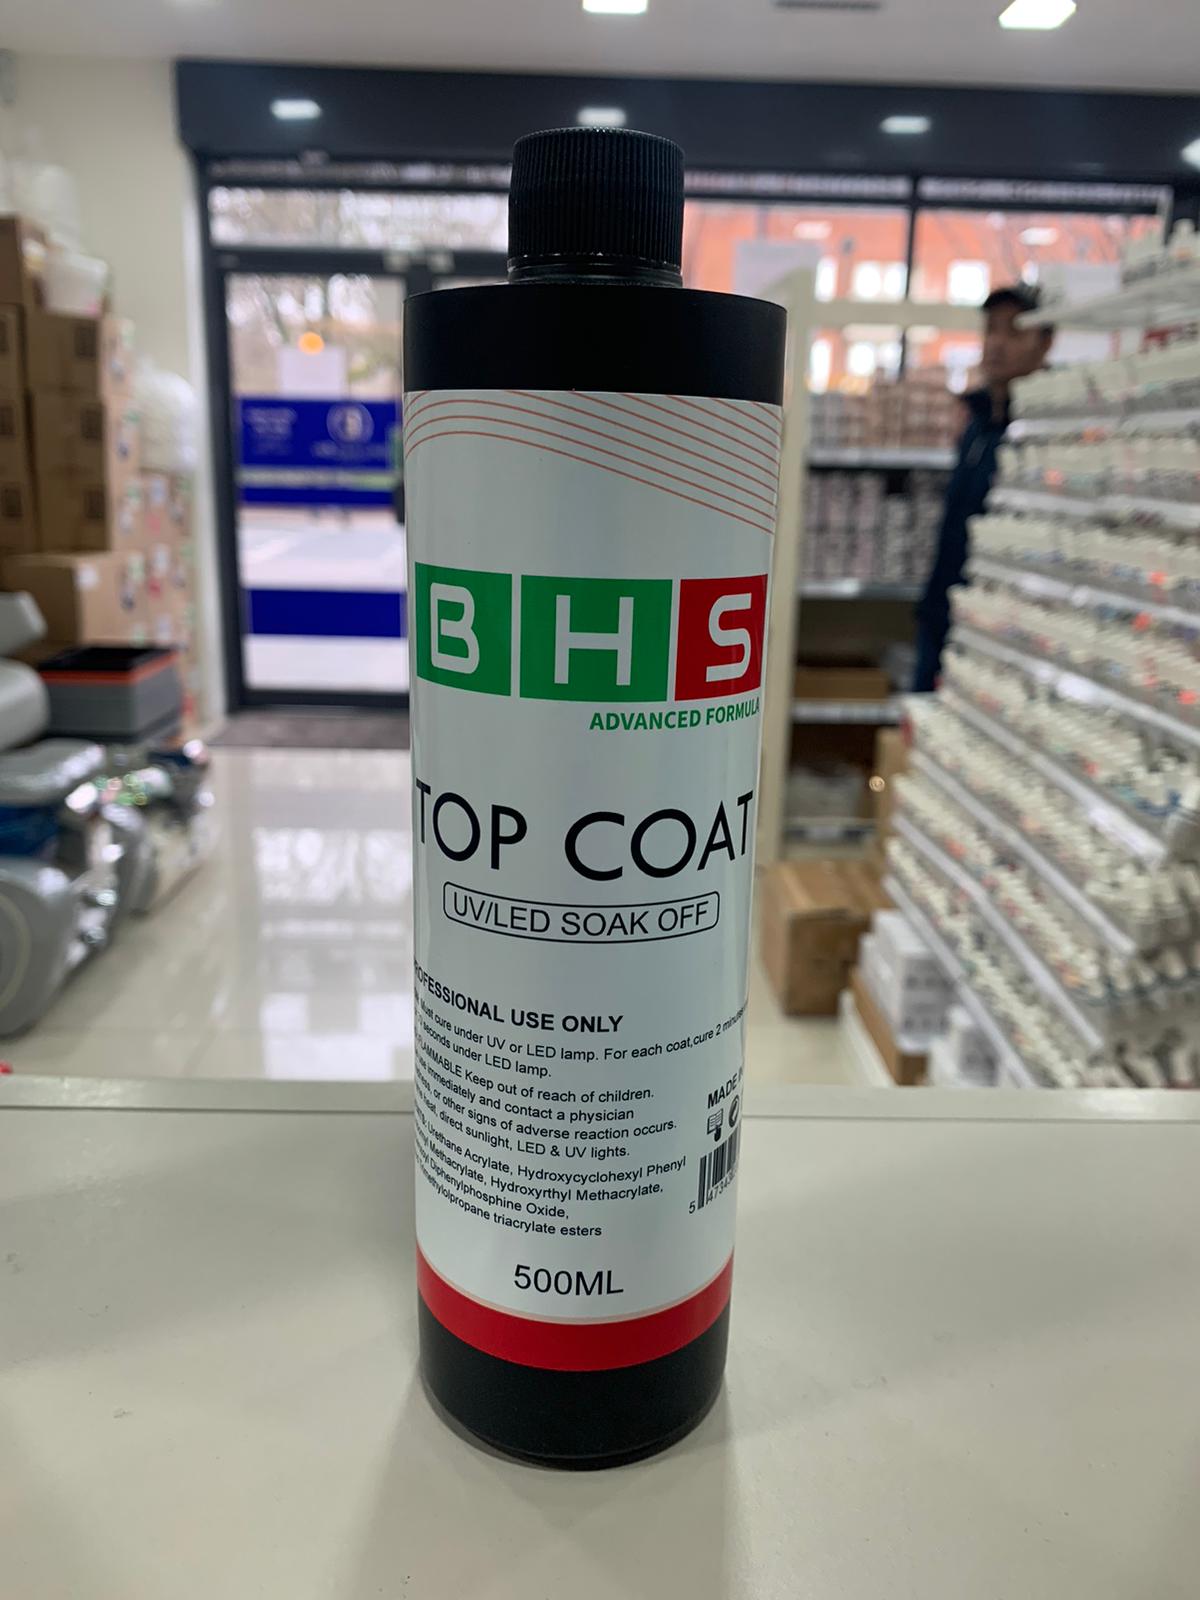 BHS
ADVANCED FORMULA
TOP COAT
UV/LED SOAK OFF
PROFESSIONAL USE ONLY
Must cure under UV or LED lamp. For each coat,cure 2 minutes
seconds under LED lamp.
FLAMMABLE Keep out of reach of children.
immediately and contact a physician
or other signs of adverse reaction occurs.
heat, direct sunlight, LED & UV lights.
Urethane Acrylate, Hydroxycyclohexyl Phenyl
Methacrylate, Hydroxyrthyl Methacrylate,
Diphenylphosphine Oxide,
triacrylate esters
MADE IN
500ML